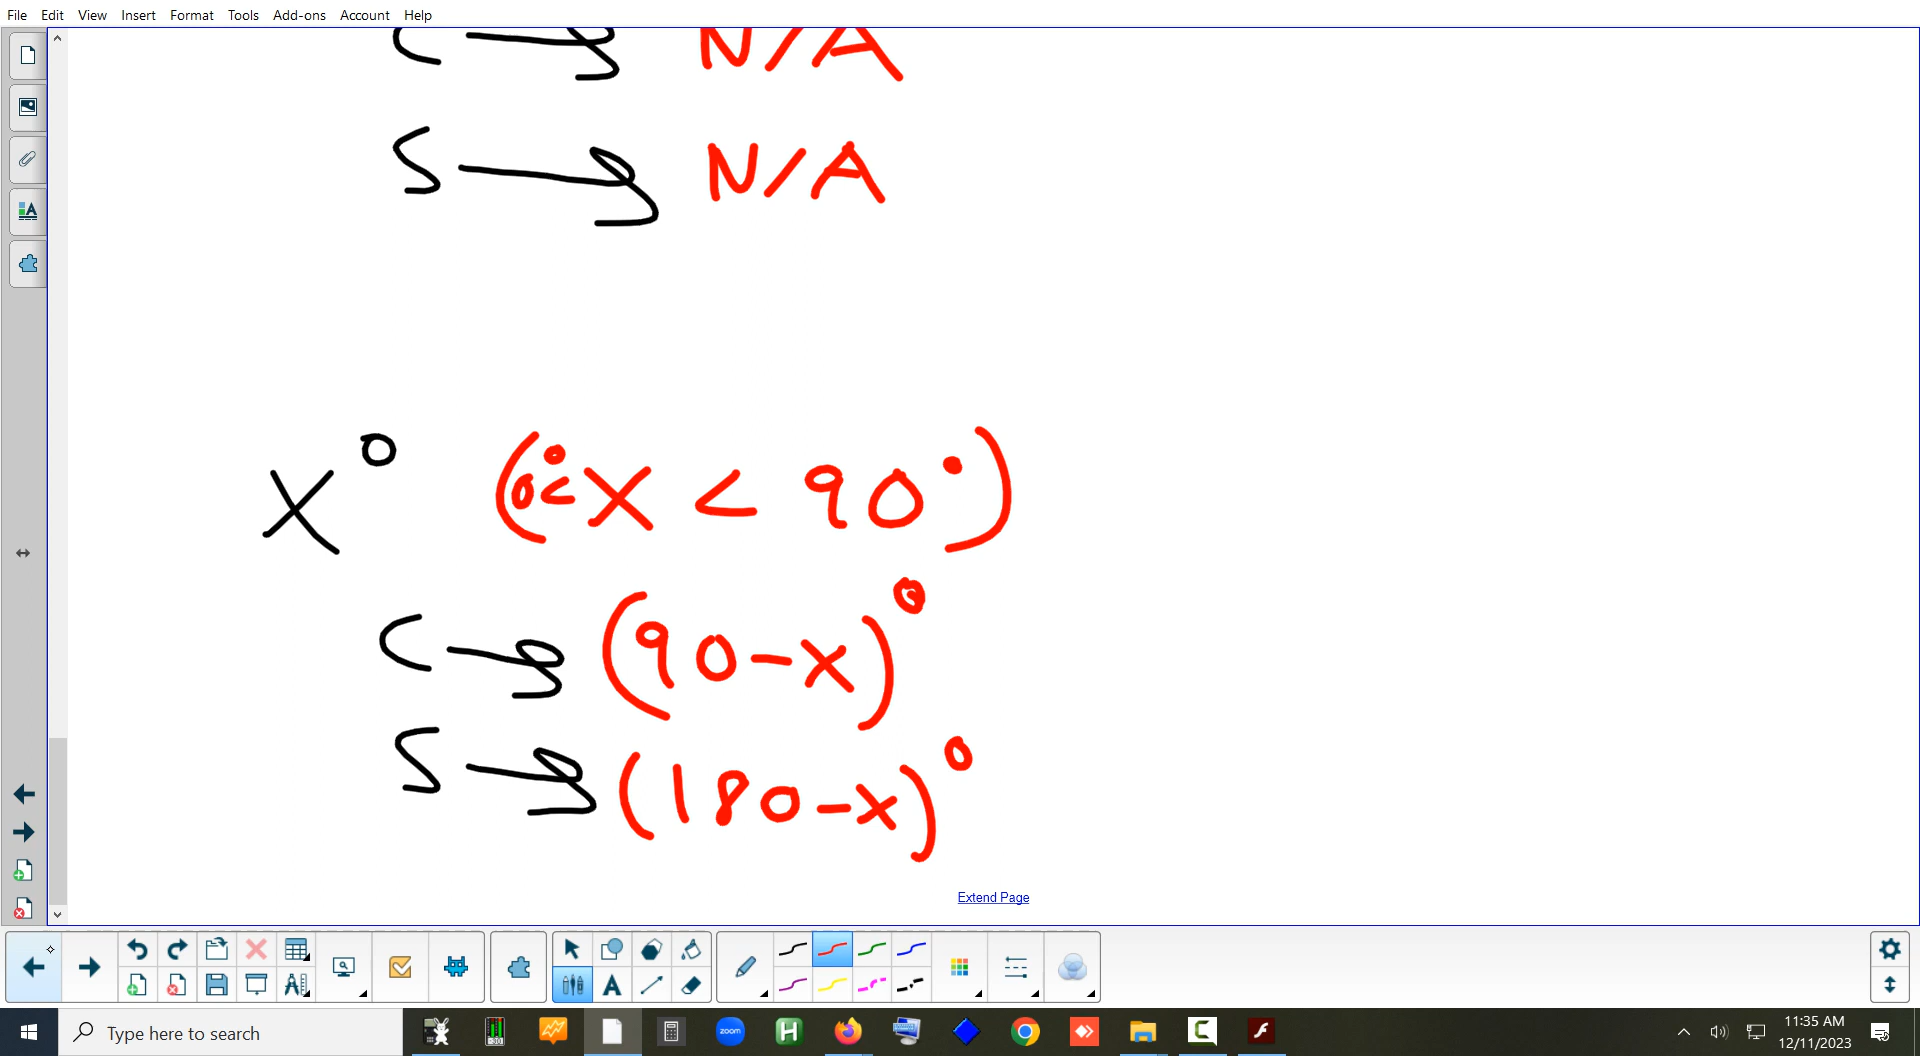 File Edit View Insert Format Tools Add-ons Account Help
C → N/A
S → N/A
X° (0°< X < 90°)
C → (90-X)°
S → (180-X)°
Extend Page
Type here to search
zoom
11:35 AM
12/11/2023